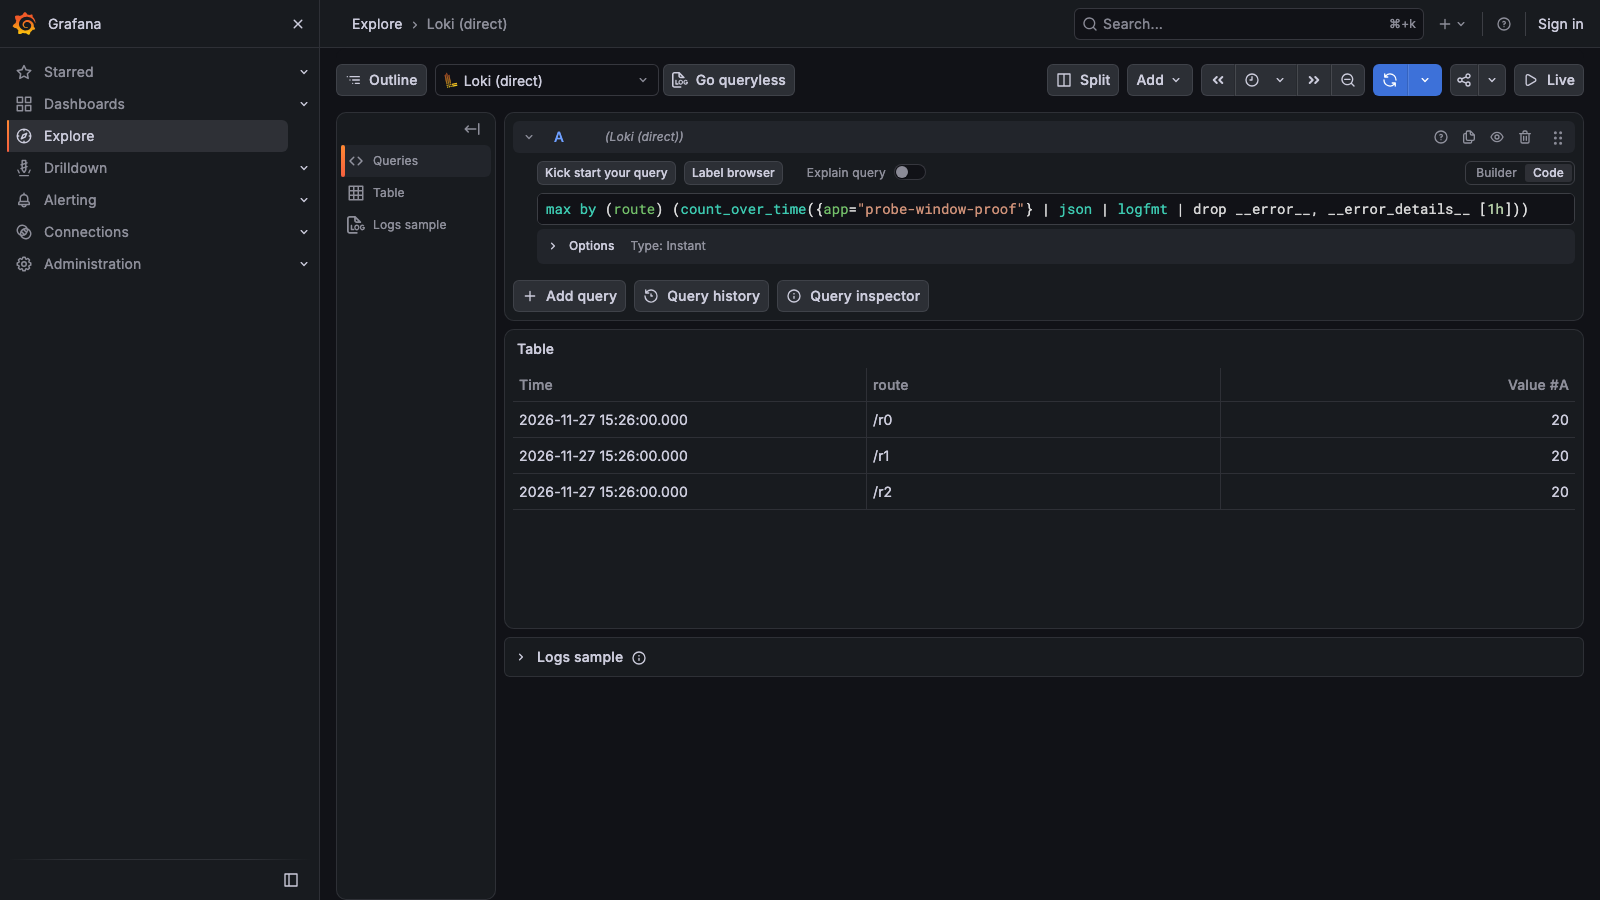 Grafana
Explore › Loki (direct)
Search...
⌘+k
Sign in
Starred
Dashboards
Explore
Drilldown
Alerting
Connections
Administration
Outline
Loki (direct)
Go queryless
Split
Add
Live
Queries
Table
Logs sample
A
(Loki (direct))
Kick start your query
Label browser
Explain query
Builder
Code
max by (route) (count_over_time({app="probe-window-proof"} | json | logfmt | drop __error__, __error_details__ [1h]))
Options
Type: Instant
Add query
Query history
Query inspector
Table
Time route Value #A
2026-11-27 15:26:00.000 /r0 20
2026-11-27 15:26:00.000 /r1 20
2026-11-27 15:26:00.000 /r2 20
Logs sample